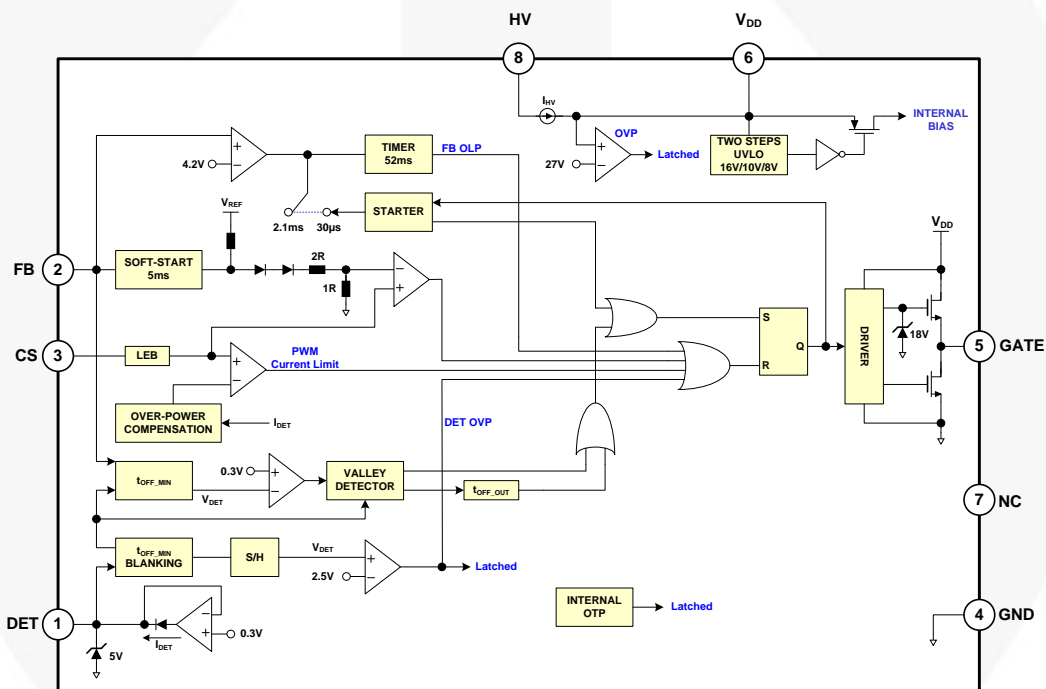 HV
VDD
8
6
IHV
OVP
INTERNAL
BIAS
+
−
27V
Latched
TWO STEPS
UVLO
16V/10V/8V
+
−
4.2V
TIMER
52ms
FB OLP
STARTER
2.1ms
30µs
VREF
FB
2
SOFT-START
5ms
2R
1R
−
+
VDD
S
R
Q
DRIVER
18V
5
GATE
CS
3
LEB
+
−
PWM
Current Limit
OVER-POWER
COMPENSATION
IDET
DET OVP
tOFF_MIN
0.3V
+
−
VDET
VALLEY
DETECTOR
tOFF_OUT
7
NC
tOFF_MIN
BLANKING
S/H
VDET
+
−
2.5V
Latched
INTERNAL
OTP
Latched
DET
1
−
+
0.3V
IDET
5V
4
GND